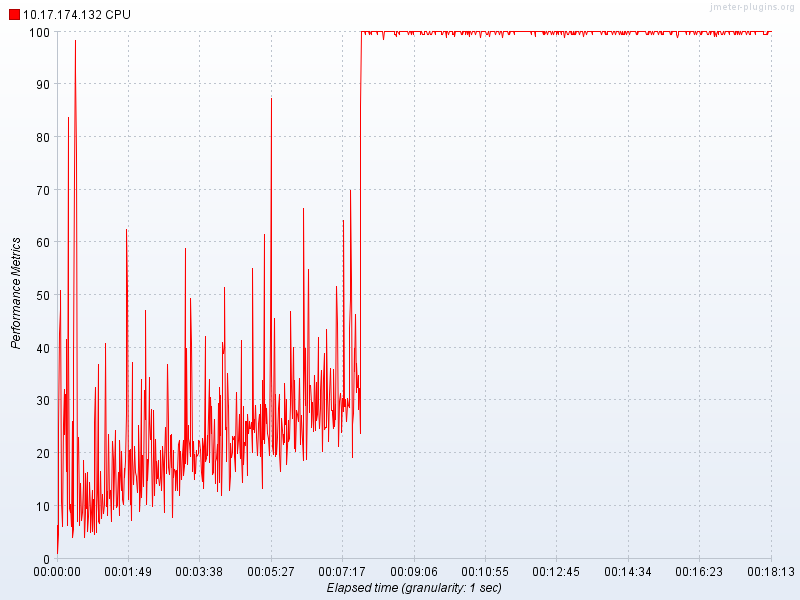 jmeter-plugins.org
10.17.174.132 CPU
Performance Metrics
100
90
80
70
60
50
40
30
20
10
0
00:00:00 00:01:49 00:03:38 00:05:27 00:07:17 00:09:06 00:10:55 00:12:45 00:14:34 00:16:23 00:18:13
Elapsed time (granularity: 1 sec)